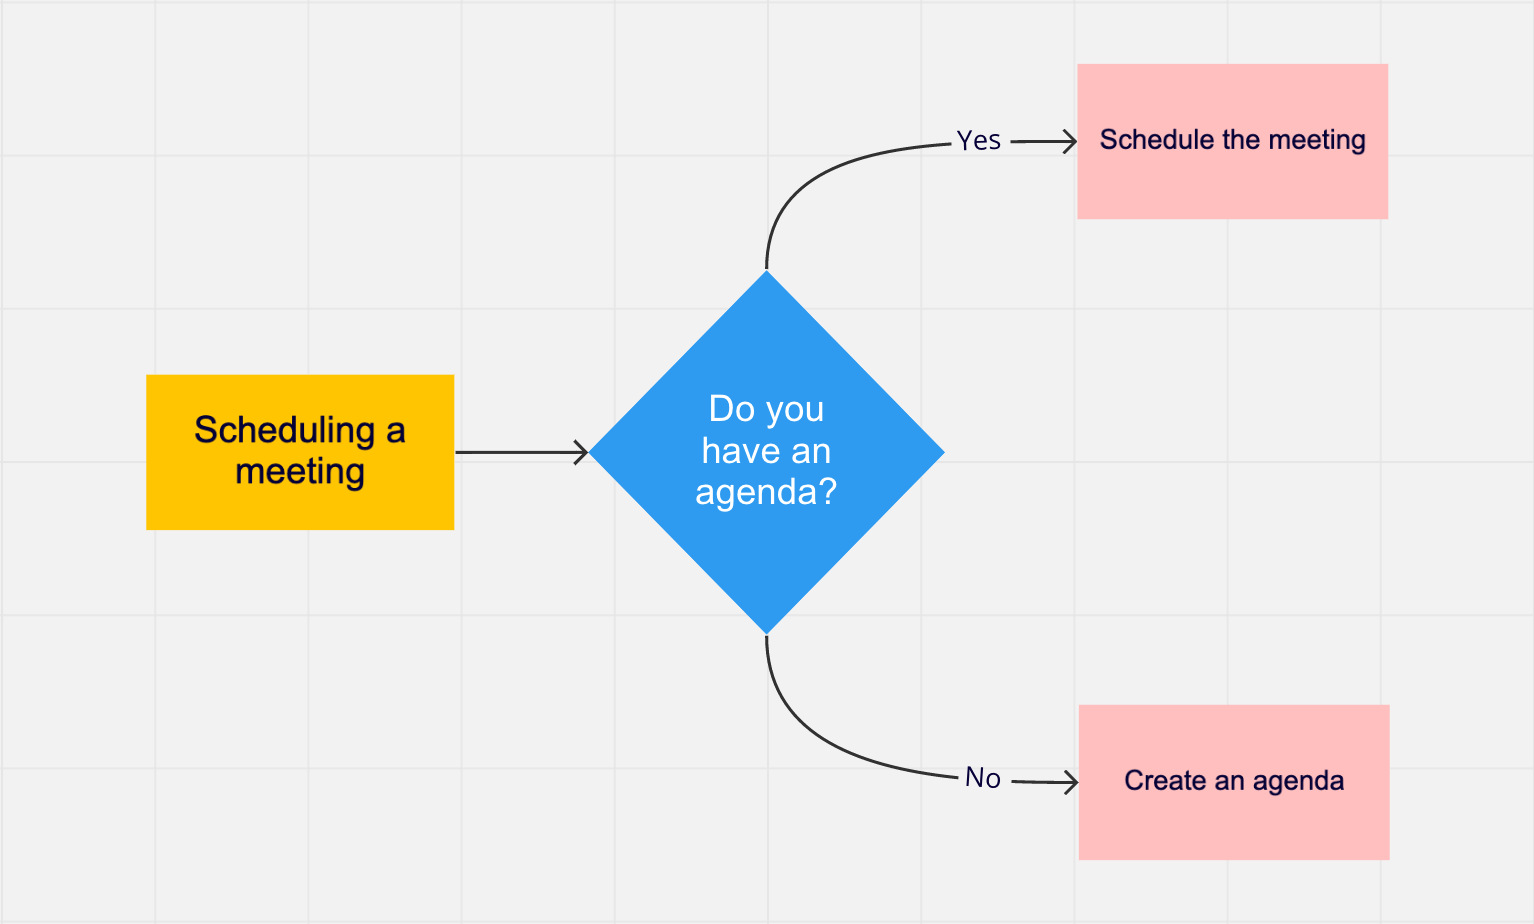 Yes
Schedule the meeting
Scheduling a
meeting
Do you
have an
agenda?
No
Create an agenda